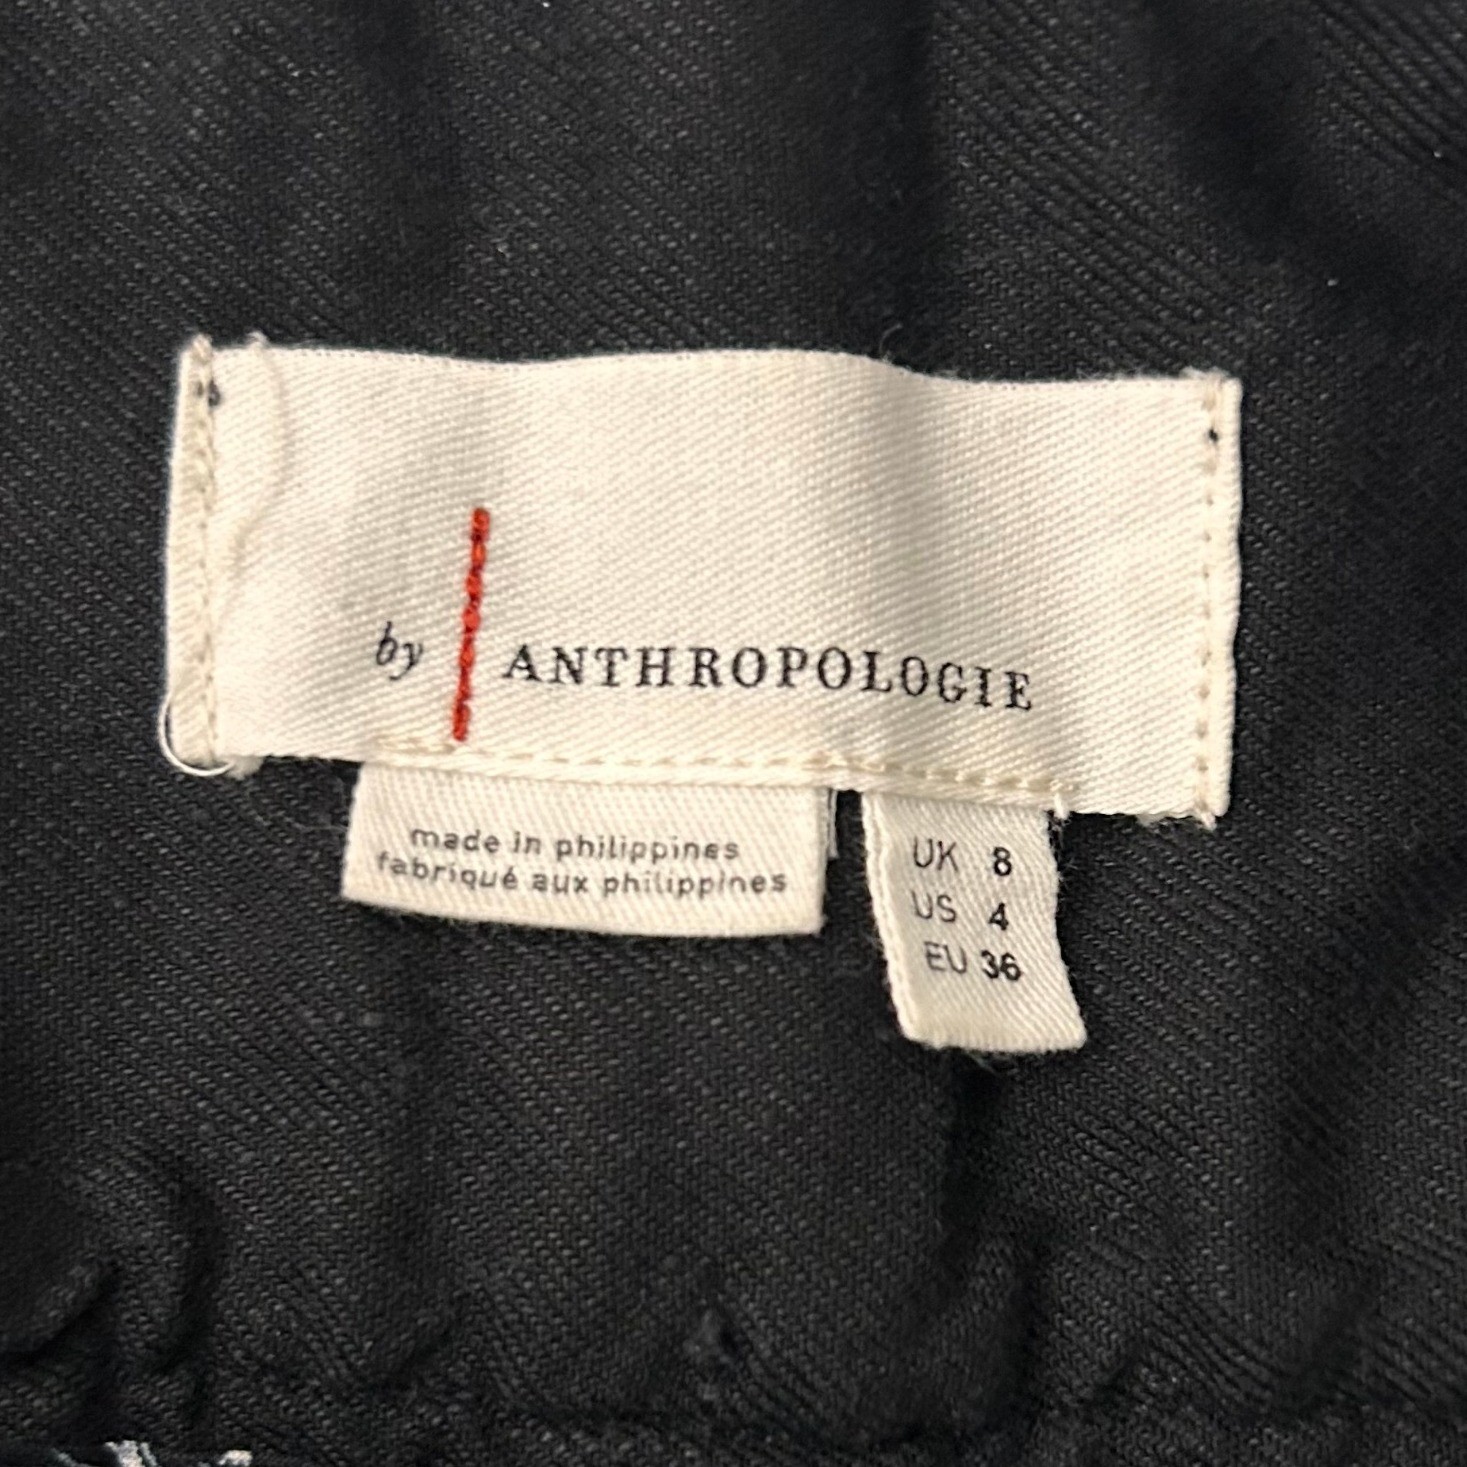 by ANTHROPOLOGIE
made in philippines
fabriqué aux philippines
UK 8
US 4
EU 36